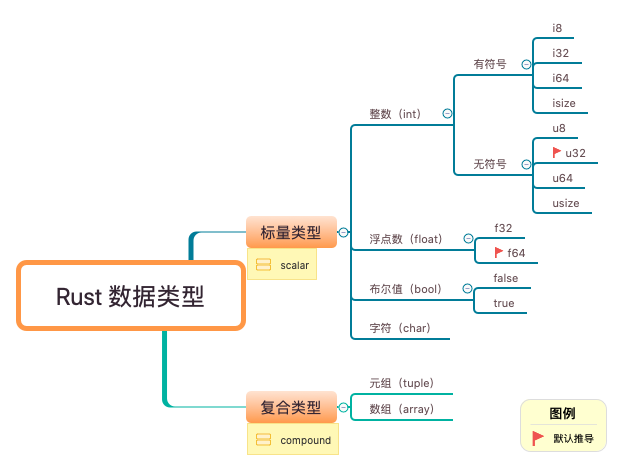 Rust 数据类型
标量类型
scalar
整数（int）
有符号
i8
i32
i64
isize
无符号
u8
u32
u64
usize
浮点数（float）
f32
f64
布尔值（bool）
false
true
字符（char）
复合类型
compound
元组（tuple）
数组（array）
图例
默认推导